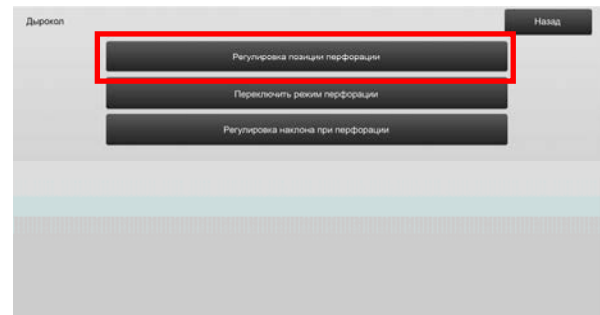 Дырокол
Назад
Регулировка позиции перфорации
Переключить режим перфорации
Регулировка наклона при перфорации